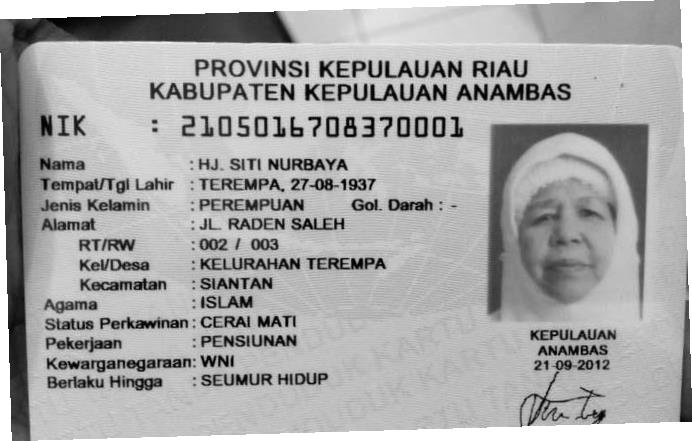 PROVINSI KEPULAUAN RIAU
KABUPATEN KEPULAUAN ANAMBAS
NIK : 2105016708370001
Nama : HJ. SITI NURBAYA
Tempat/Tgl Lahir : TEREMPA, 27-08-1937
Jenis Kelamin : PEREMPUAN Gol. Darah : -
Alamat : JL. RADEN SALEH
RT/RW : 002 / 003
Kel/Desa : KELURAHAN TEREMPA
Kecamatan : SIANTAN
Agama : ISLAM
Status Perkawinan : CERAI MATI
Pekerjaan : PENSIUNAN
Kewarganegaraan : WNI
Berlaku Hingga : SEUMUR HIDUP
KEPULAUAN
ANAMBAS
21-09-2012